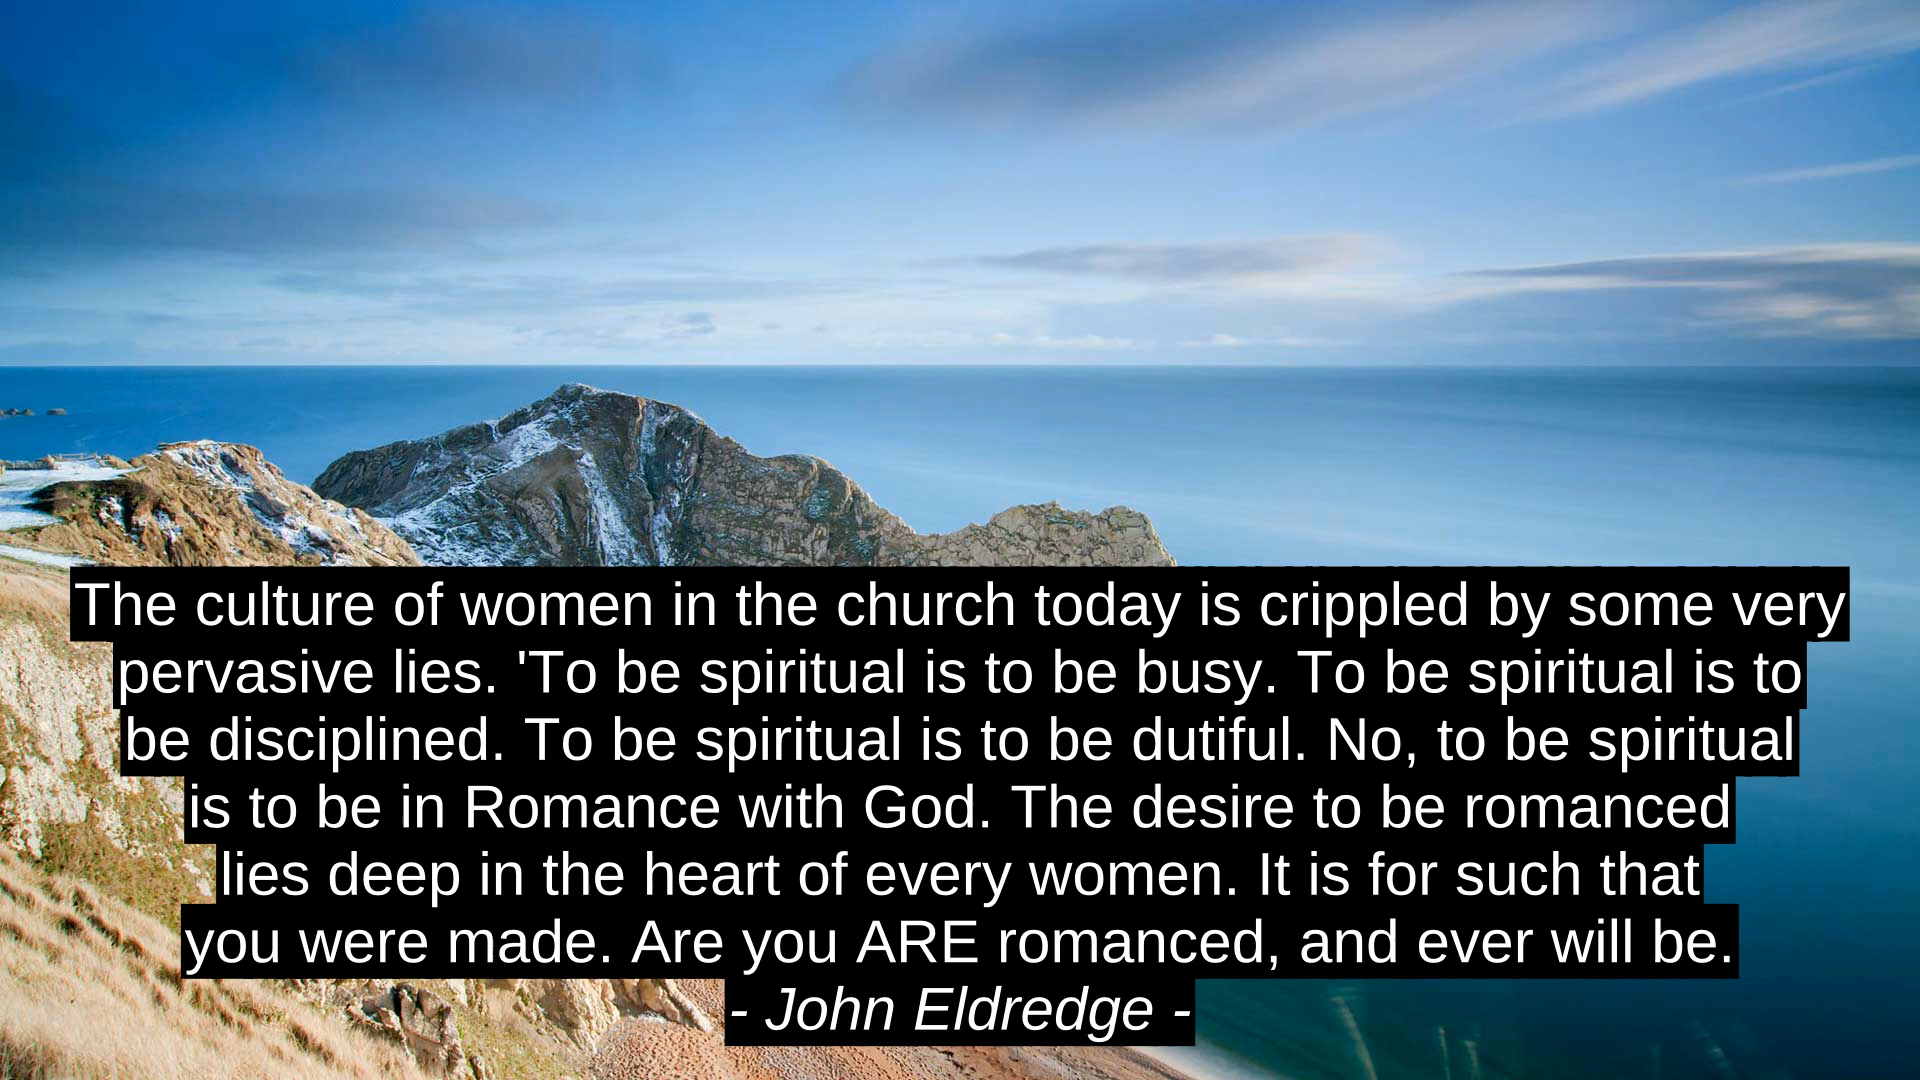 The culture of women in the church today is crippled by some very
pervasive lies. 'To be spiritual is to be busy. To be spiritual is to
be disciplined. To be spiritual is to be dutiful. No, to be spiritual
is to be in Romance with God. The desire to be romanced
lies deep in the heart of every women. It is for such that
you were made. Are you ARE romanced, and ever will be.
- John Eldredge -